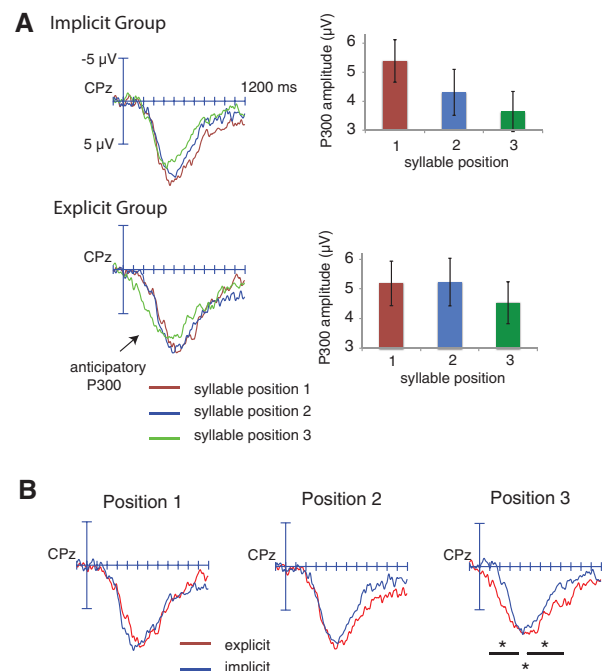 A
Implicit Group
-5 µV
CPz
1200 ms
5 µV
P300 amplitude (µV)
6
5
4
3
1 2 3
syllable position
Explicit Group
CPz
anticipatory
P300
P300 amplitude (µV)
6
5
4
3
1 2 3
syllable position
syllable position 1
syllable position 2
syllable position 3
B
Position 1 Position 2 Position 3
CPz CPz CPz
* *
*
explicit
implicit